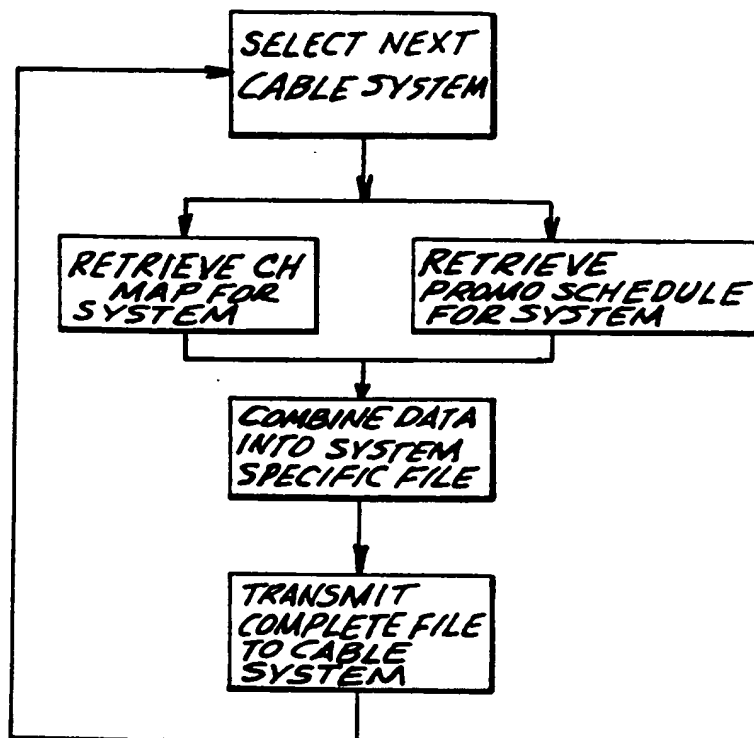 SELECT NEXT
CABLE SYSTEM
RETRIEVE CH
MAP FOR
SYSTEM
RETRIEVE
PROMO SCHEDULE
FOR SYSTEM
COMBINE DATA
INTO SYSTEM
SPECIFIC FILE
TRANSMIT
COMPLETE FILE
TO CABLE
SYSTEM